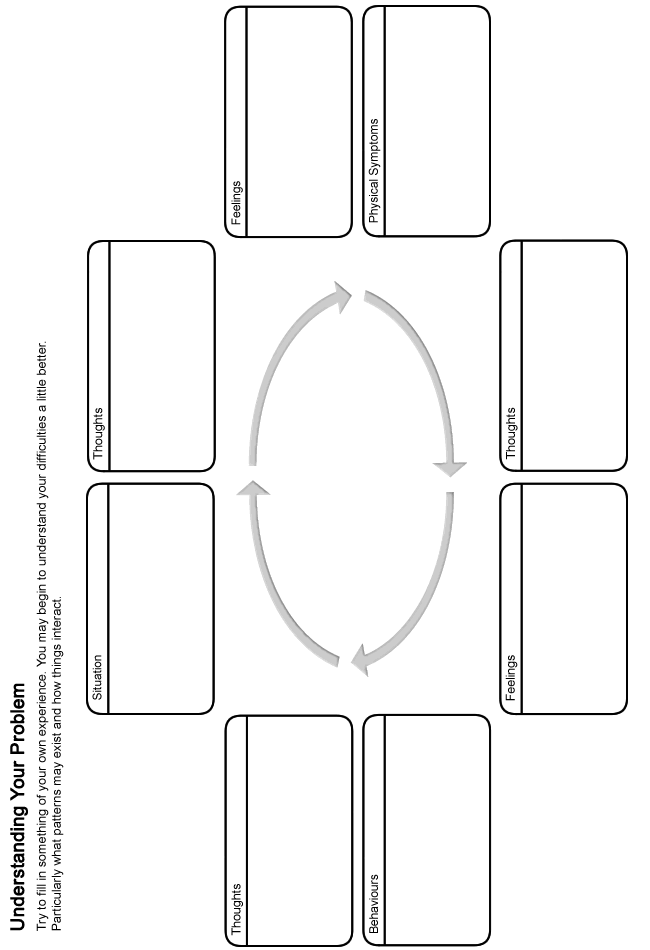 Understanding Your Problem
Try to fill in something of your own experience. You may begin to understand your difficulties a little better.
Particularly what patterns may exist and how things interact.
Situation
Thoughts
Feelings
Physical Symptoms
Thoughts
Feelings
Behaviours
Thoughts